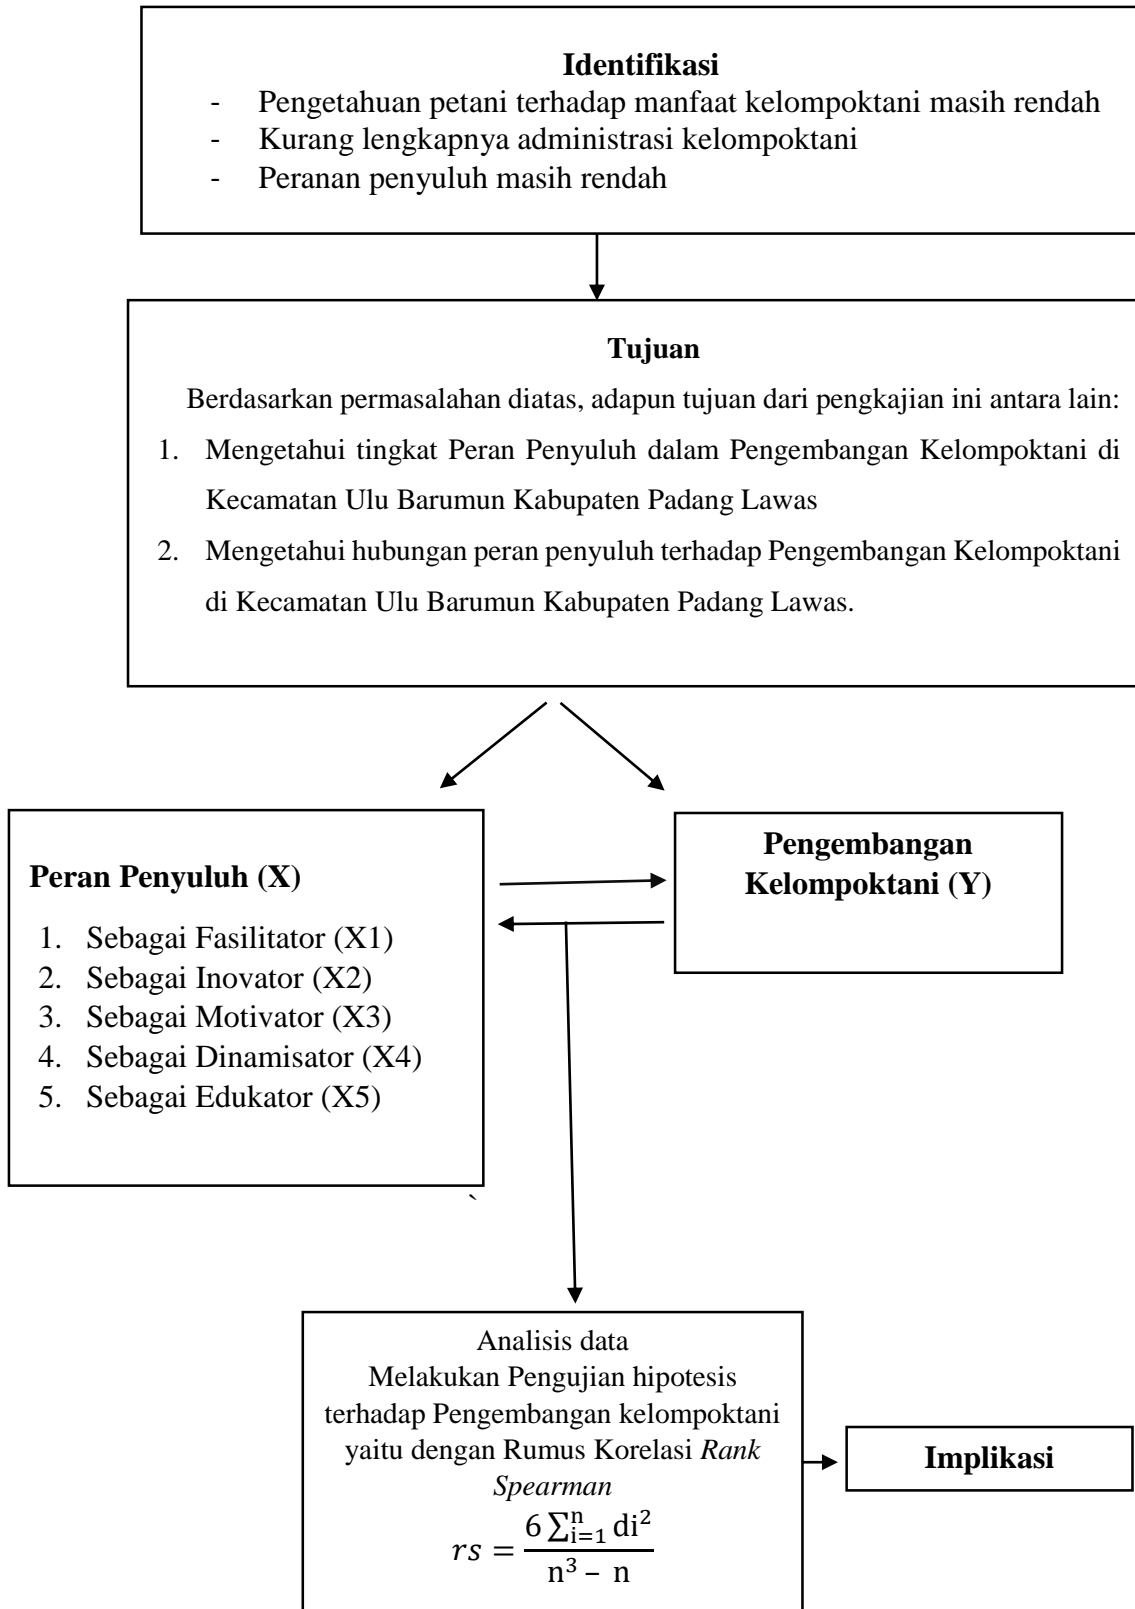 Identifikasi
- Pengetahuan petani terhadap manfaat kelompoktani masih rendah
- Kurang lengkapnya administrasi kelompoktani
- Peranan penyuluh masih rendah
Tujuan
Berdasarkan permasalahan diatas, adapun tujuan dari pengkajian ini antara lain:
1. Mengetahui tingkat Peran Penyuluh dalam Pengembangan Kelompoktani di
Kecamatan Ulu Barumun Kabupaten Padang Lawas
2. Mengetahui hubungan peran penyuluh terhadap Pengembangan Kelompoktani
di Kecamatan Ulu Barumun Kabupaten Padang Lawas.
Peran Penyuluh (X)
1. Sebagai Fasilitator (X1)
2. Sebagai Inovator (X2)
3. Sebagai Motivator (X3)
4. Sebagai Dinamisator (X4)
5. Sebagai Edukator (X5)
Pengembangan
Kelompoktani (Y)
`
Analisis data
Melakukan Pengujian hipotesis
terhadap Pengembangan kelompoktani
yaitu dengan Rumus Korelasi Rank
Spearman
rs = 6 ∑ⁿᵢ₌₁ di² / n³ – n
Implikasi